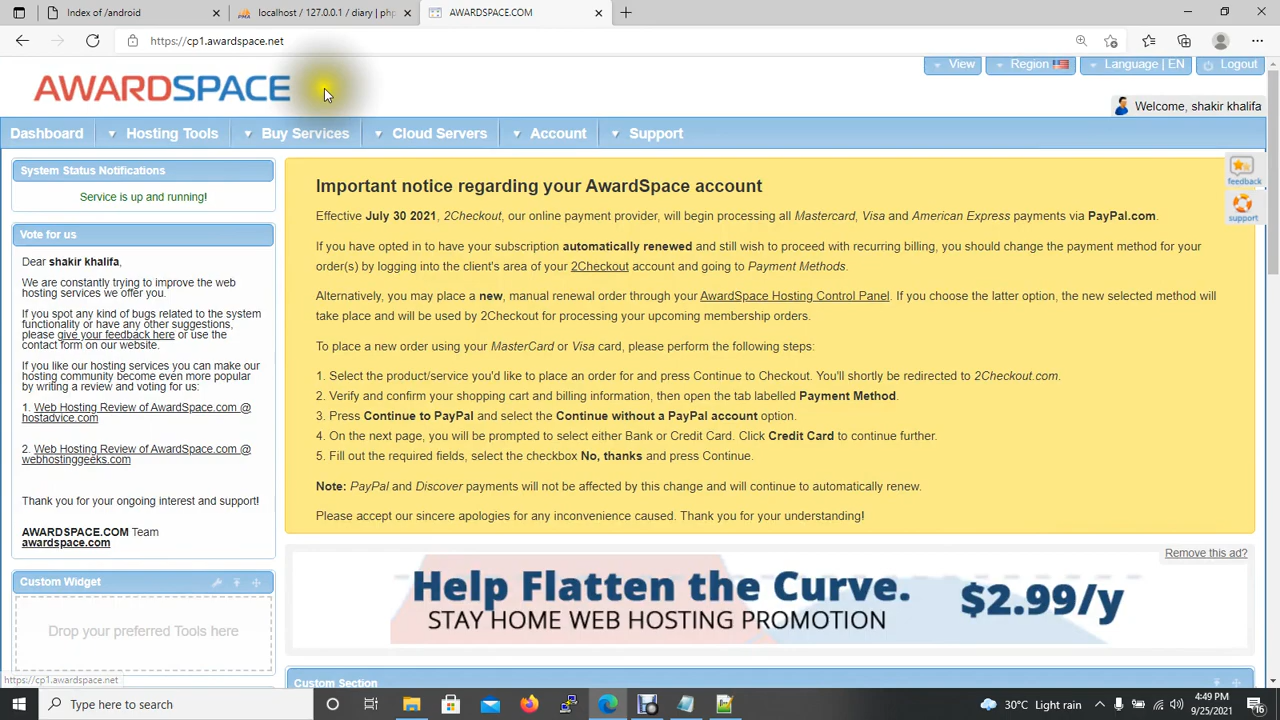 Index of /android
localhost / 127.0.0.1 / diary | php
AWARDSPACE.COM
https://cp1.awardspace.net
View
Region
Language | EN
Logout
AWARDSPACE
Welcome, shakir khalifa
Dashboard
Hosting Tools
Buy Services
Cloud Servers
Account
Support
System Status Notifications
Service is up and running!
Vote for us
Dear shakir khalifa,
We are constantly trying to improve the web
hosting services we offer you.
If you spot any kind of bugs related to the system
functionality or have any other suggestions,
please give your feedback here or use the
contact form on our website.
If you like our hosting services you can make our
hosting community become even more popular
by writing a review and voting for us:
1. Web Hosting Review of AwardSpace.com @
hostadvice.com
2. Web Hosting Review of AwardSpace.com @
webhostinggeeks.com
Thank you for your ongoing interest and support!
AWARDSPACE.COM Team
awardspace.com
Custom Widget
Drop your preferred Tools here
https://cp1.awardspace.net
Important notice regarding your AwardSpace account
Effective July 30 2021, 2Checkout, our online payment provider, will begin processing all Mastercard, Visa and American Express payments via PayPal.com.
If you have opted in to have your subscription automatically renewed and still wish to proceed with recurring billing, you should change the payment method for your
order(s) by logging into the client's area of your 2Checkout account and going to Payment Methods.
Alternatively, you may place a new, manual renewal order through your AwardSpace Hosting Control Panel. If you choose the latter option, the new selected method will
take place and will be used by 2Checkout for processing your upcoming membership orders.
To place a new order using your MasterCard or Visa card, please perform the following steps:
1. Select the product/service you'd like to place an order for and press Continue to Checkout. You'll shortly be redirected to 2Checkout.com.
2. Verify and confirm your shopping cart and billing information, then open the tab labelled Payment Method.
3. Press Continue to PayPal and select the Continue without a PayPal account option.
4. On the next page, you will be prompted to select either Bank or Credit Card. Click Credit Card to continue further.
5. Fill out the required fields, select the checkbox No, thanks and press Continue.
Note: PayPal and Discover payments will not be affected by this change and will continue to automatically renew.
Please accept our sincere apologies for any inconvenience caused. Thank you for your understanding!
feedback
support
Remove this ad?
Help Flatten the Curve.
STAY HOME WEB HOSTING PROMOTION
$2.99/y
Custom Section
Type here to search
30°C Light rain
4:49 PM
9/25/2021
16